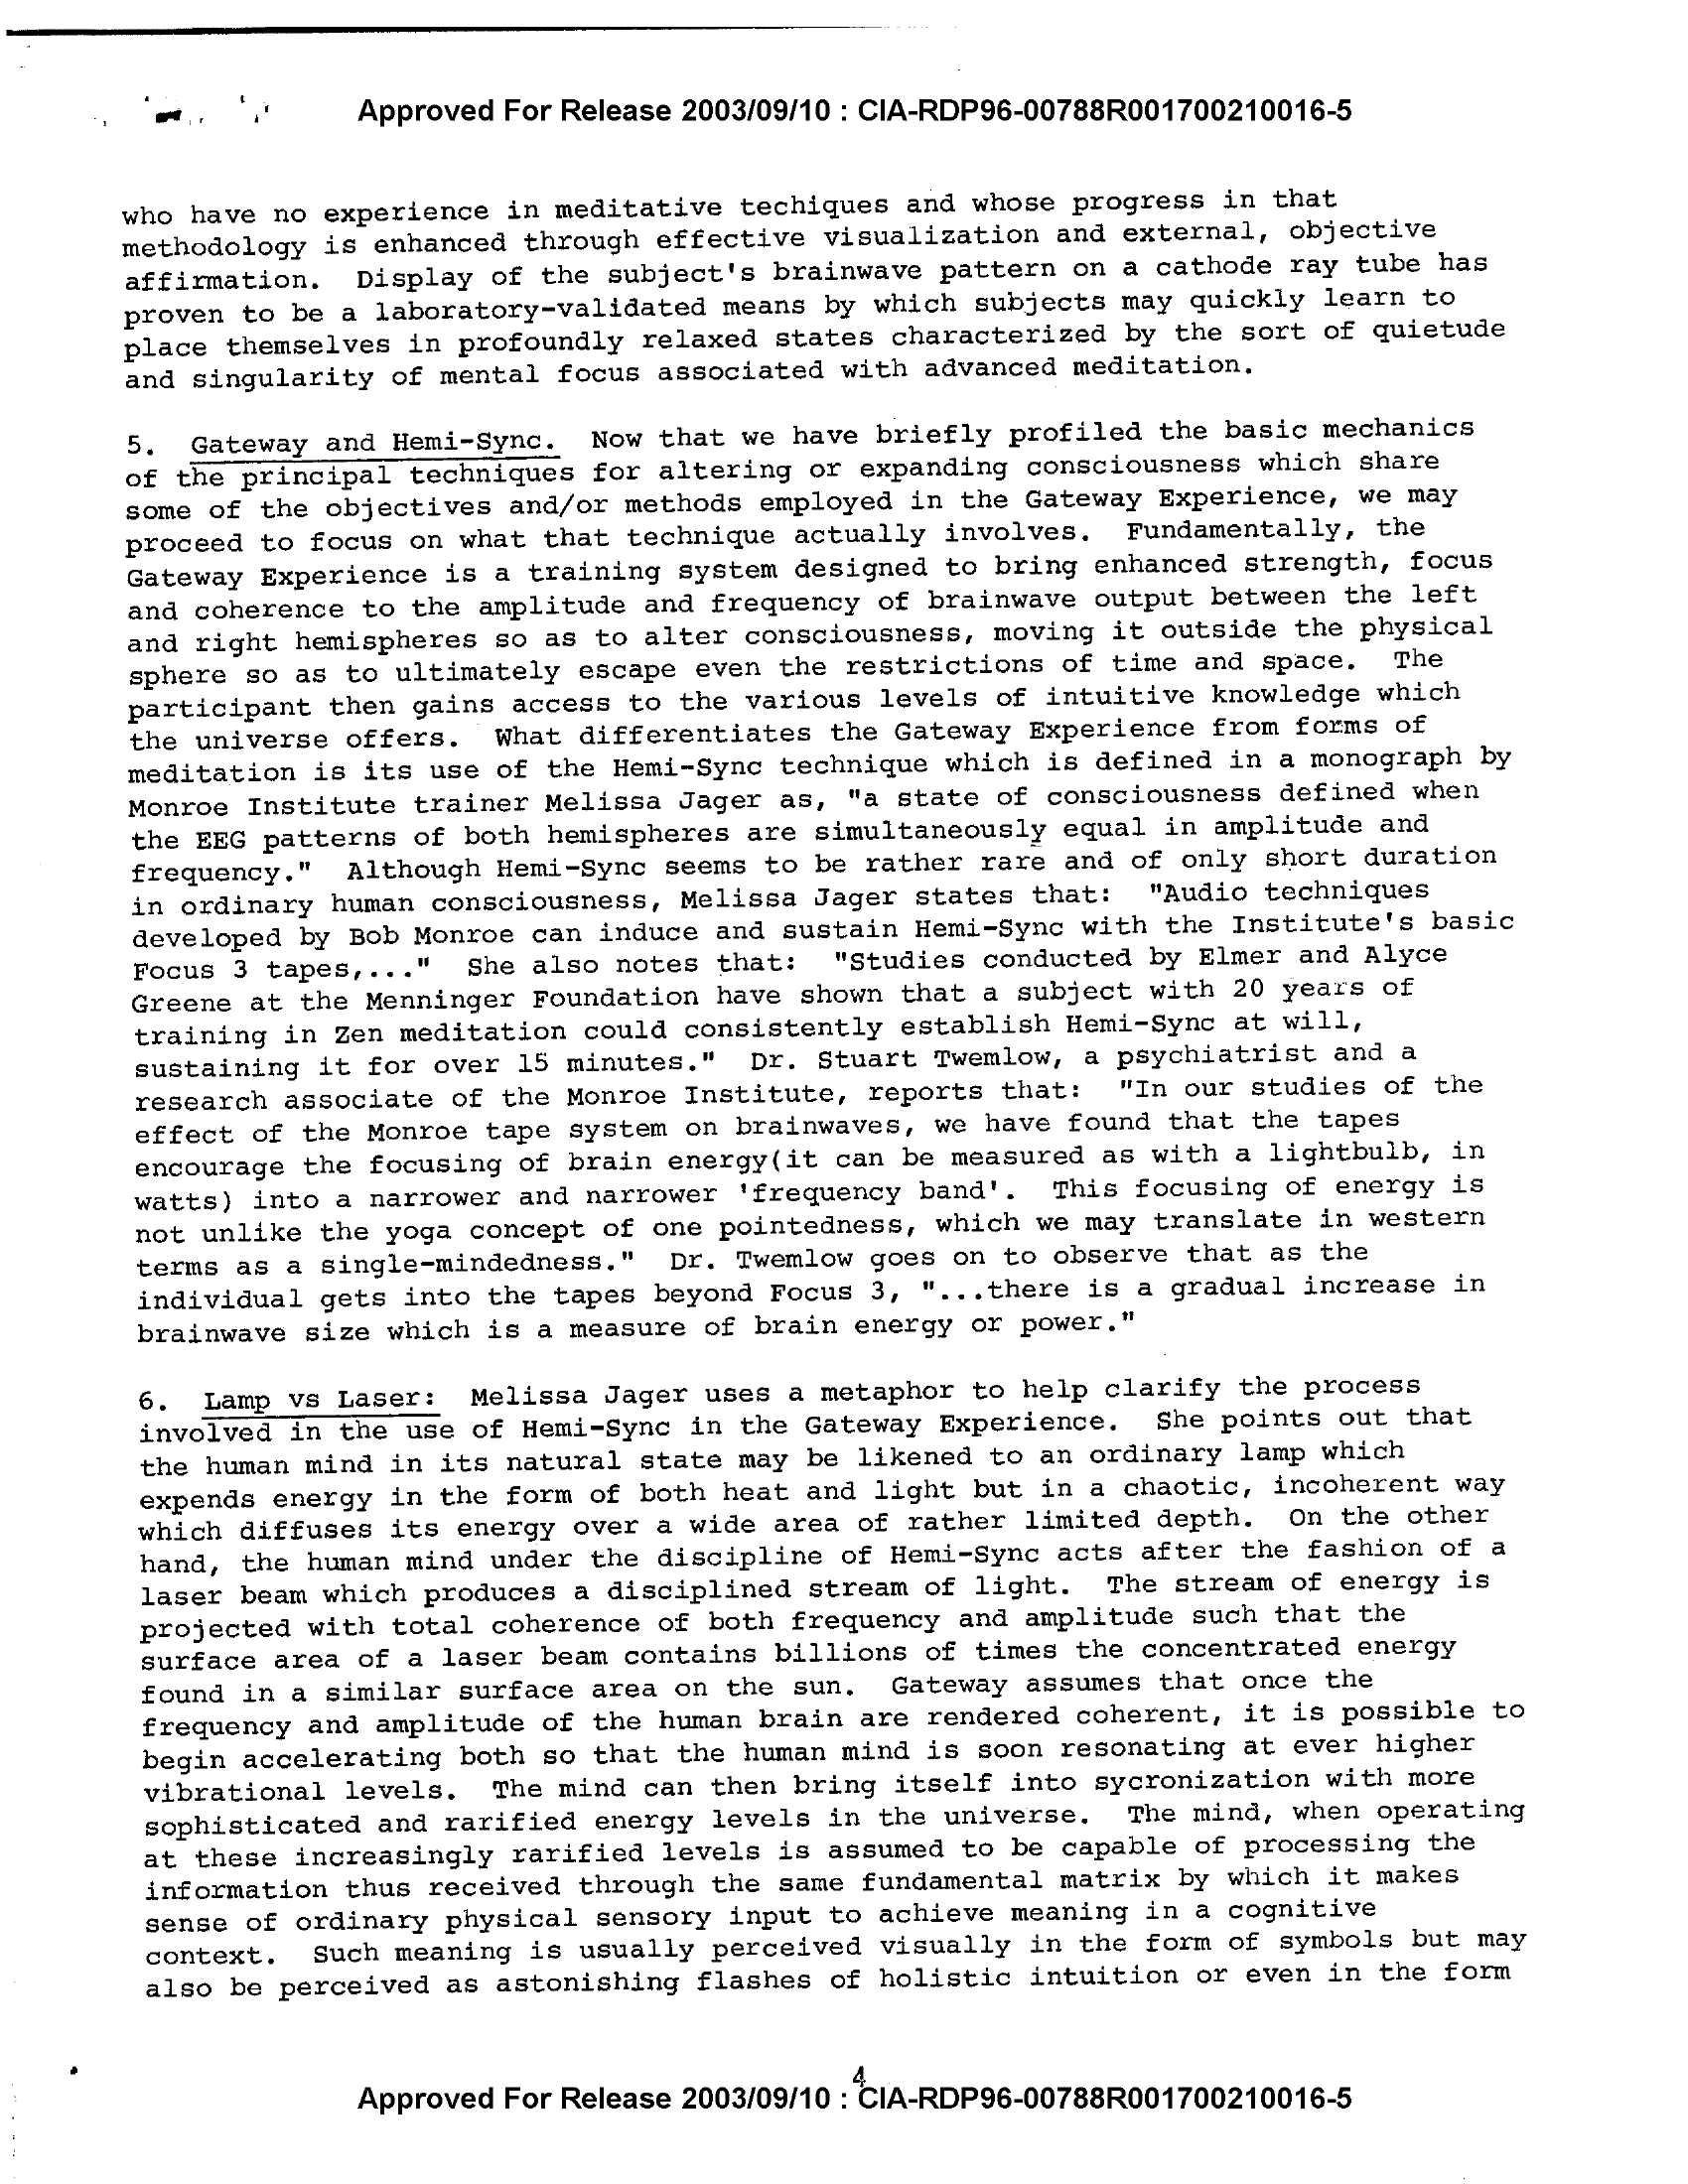 Approved For Release 2003/09/10 : CIA-RDP96-00788R001700210016-5
who have no experience in meditative techiques and whose progress in that
methodology is enhanced through effective visualization and external, objective
affirmation.  Display of the subject's brainwave pattern on a cathode ray tube has
proven to be a laboratory-validated means by which subjects may quickly learn to
place themselves in profoundly relaxed states characterized by the sort of quietude
and singularity of mental focus associated with advanced meditation.
5.  Gateway and Hemi-Sync.  Now that we have briefly profiled the basic mechanics
of the principal techniques for altering or expanding consciousness which share
some of the objectives and/or methods employed in the Gateway Experience, we may
proceed to focus on what that technique actually involves.  Fundamentally, the
Gateway Experience is a training system designed to bring enhanced strength, focus
and coherence to the amplitude and frequency of brainwave output between the left
and right hemispheres so as to alter consciousness, moving it outside the physical
sphere so as to ultimately escape even the restrictions of time and space.  The
participant then gains access to the various levels of intuitive knowledge which
the universe offers.  What differentiates the Gateway Experience from forms of
meditation is its use of the Hemi-Sync technique which is defined in a monograph by
Monroe Institute trainer Melissa Jager as, "a state of consciousness defined when
the EEG patterns of both hemispheres are simultaneously equal in amplitude and
frequency."  Although Hemi-Sync seems to be rather rare and of only short duration
in ordinary human consciousness, Melissa Jager states that:  "Audio techniques
developed by Bob Monroe can induce and sustain Hemi-Sync with the Institute's basic
Focus 3 tapes,..."  She also notes that:  "Studies conducted by Elmer and Alyce
Greene at the Menninger Foundation have shown that a subject with 20 years of
training in Zen meditation could consistently establish Hemi-Sync at will,
sustaining it for over 15 minutes."  Dr. Stuart Twemlow, a psychiatrist and a
research associate of the Monroe Institute, reports that:  "In our studies of the
effect of the Monroe tape system on brainwaves, we have found that the tapes
encourage the focusing of brain energy(it can be measured as with a lightbulb, in
watts) into a narrower and narrower 'frequency band'.  This focusing of energy is
not unlike the yoga concept of one pointedness, which we may translate in western
terms as a single-mindedness."  Dr. Twemlow goes on to observe that as the
individual gets into the tapes beyond Focus 3, "...there is a gradual increase in
brainwave size which is a measure of brain energy or power."
6.  Lamp vs Laser:  Melissa Jager uses a metaphor to help clarify the process
involved in the use of Hemi-Sync in the Gateway Experience.  She points out that
the human mind in its natural state may be likened to an ordinary lamp which
expends energy in the form of both heat and light but in a chaotic, incoherent way
which diffuses its energy over a wide area of rather limited depth.  On the other
hand, the human mind under the discipline of Hemi-Sync acts after the fashion of a
laser beam which produces a disciplined stream of light.  The stream of energy is
projected with total coherence of both frequency and amplitude such that the
surface area of a laser beam contains billions of times the concentrated energy
found in a similar surface area on the sun.  Gateway assumes that once the
frequency and amplitude of the human brain are rendered coherent, it is possible to
begin accelerating both so that the human mind is soon resonating at ever higher
vibrational levels.  The mind can then bring itself into sycronization with more
sophisticated and rarified energy levels in the universe.  The mind, when operating
at these increasingly rarified levels is assumed to be capable of processing the
information thus received through the same fundamental matrix by which it makes
sense of ordinary physical sensory input to achieve meaning in a cognitive
context.  Such meaning is usually perceived visually in the form of symbols but may
also be perceived as astonishing flashes of holistic intuition or even in the form
4
Approved For Release 2003/09/10 : CIA-RDP96-00788R001700210016-5